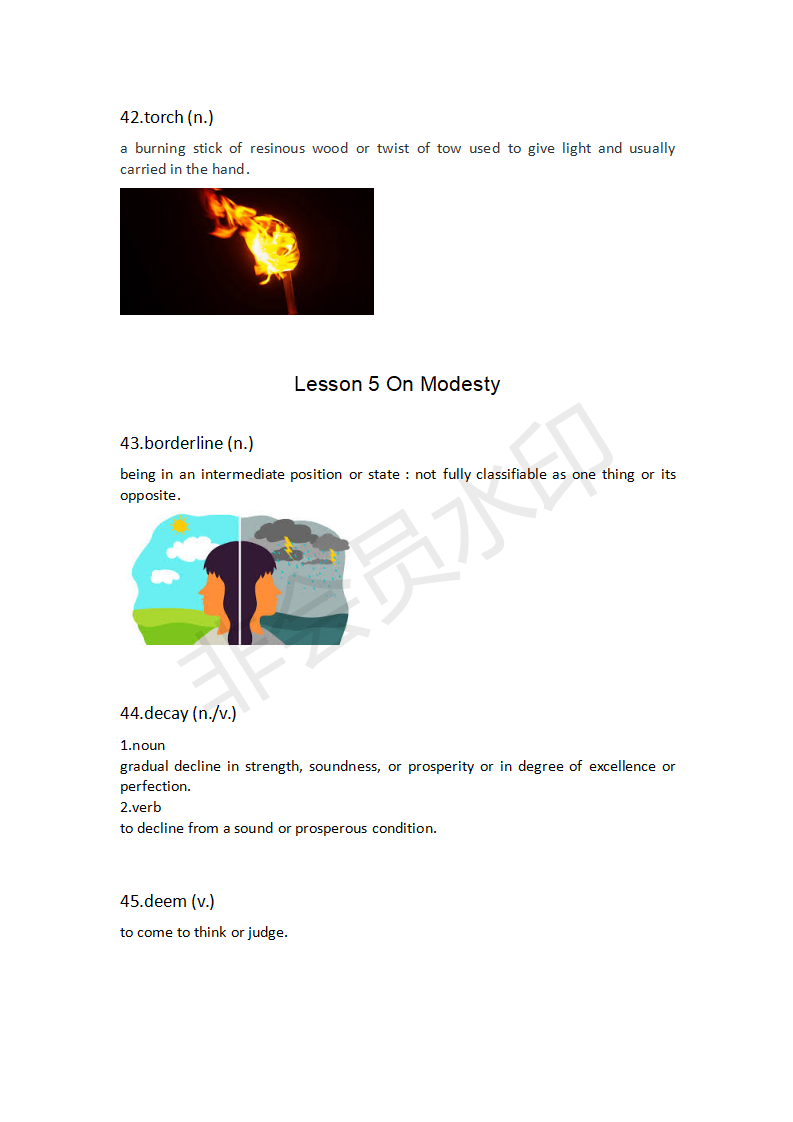 42.torch (n.)
a burning stick of resinous wood or twist of tow used to give light and usually
carried in the hand.
Lesson 5 On Modesty
43.borderline (n.)
being in an intermediate position or state : not fully classifiable as one thing or its
opposite.
非会员水印
44.decay (n./v.)
1.noun
gradual decline in strength, soundness, or prosperity or in degree of excellence or
perfection.
2.verb
to decline from a sound or prosperous condition.
45.deem (v.)
to come to think or judge.